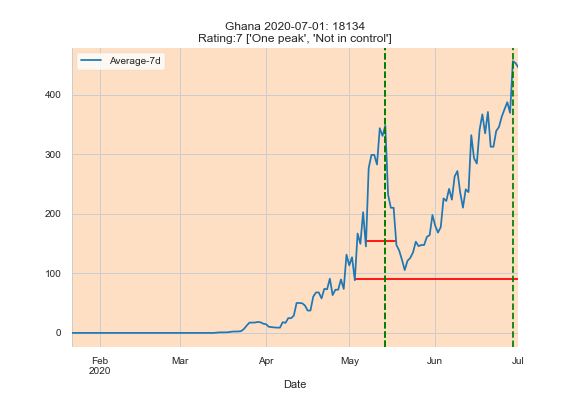 Ghana 2020-07-01: 18134
Rating:7 ['One peak', 'Not in control']
Average-7d
400
300
200
100
0
Feb
2020
Mar
Apr
May
Jun
Jul
Date